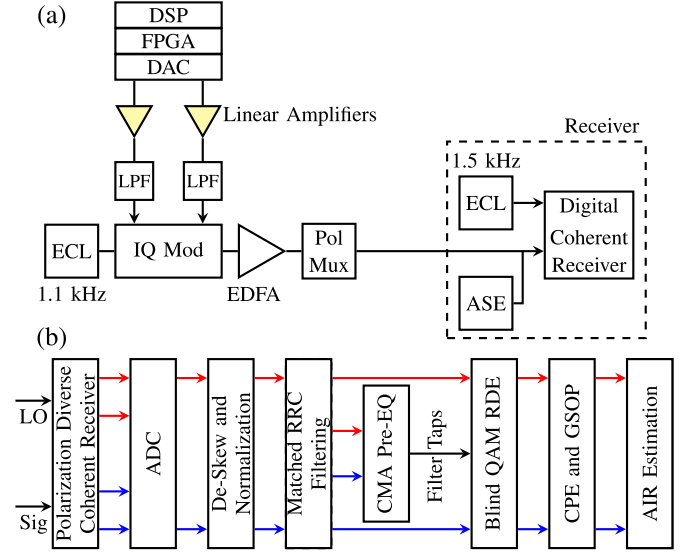 (a)
DSP
FPGA
DAC
Linear Amplifiers
LPF
LPF
ECL
IQ Mod
1.1 kHz
EDFA
Pol
Mux
Receiver
1.5 kHz
ECL
Digital
Coherent
Receiver
ASE
(b)
LO
Sig
Polarization Diverse
Coherent Receiver
ADC
De-Skew and
Normalization
Matched RRC
Filtering
CMA Pre-EQ
Filter Taps
Blind QAM RDE
CPE and GSOP
AIR Estimation